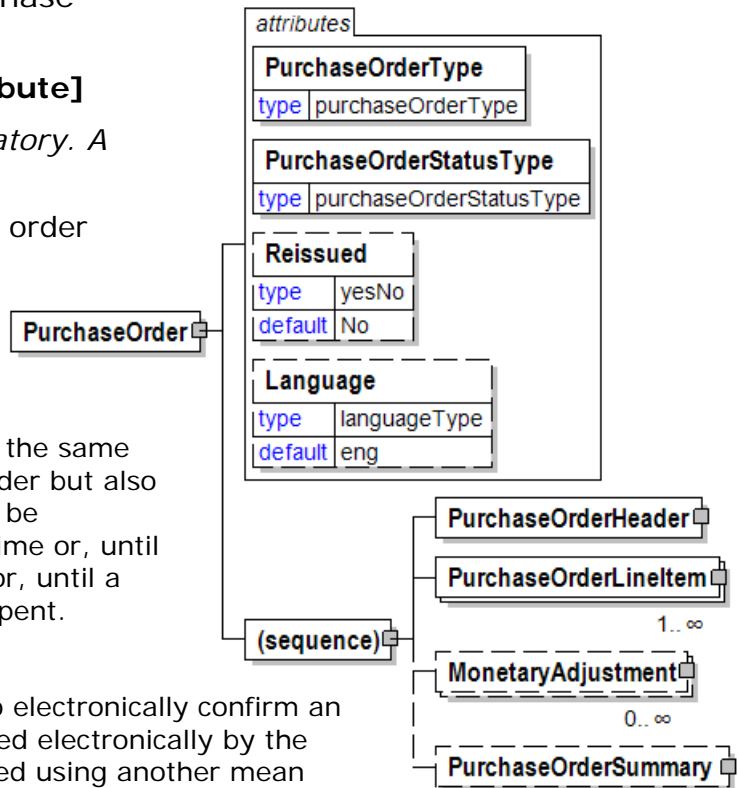 hase
bute]
atory. A
order
the same
der but also
be
ime or, until
or, until a
pent.
o electronically confirm an
ed electronically by the
ed using another mean
attributes
PurchaseOrderType
type purchaseOrderType
PurchaseOrderStatusType
type purchaseOrderStatusType
Reissued
type yesNo
default No
Language
type languageType
default eng
PurchaseOrder
(sequence)
PurchaseOrderHeader
PurchaseOrderLineItem
1.. ∞
MonetaryAdjustment
0.. ∞
PurchaseOrderSummary